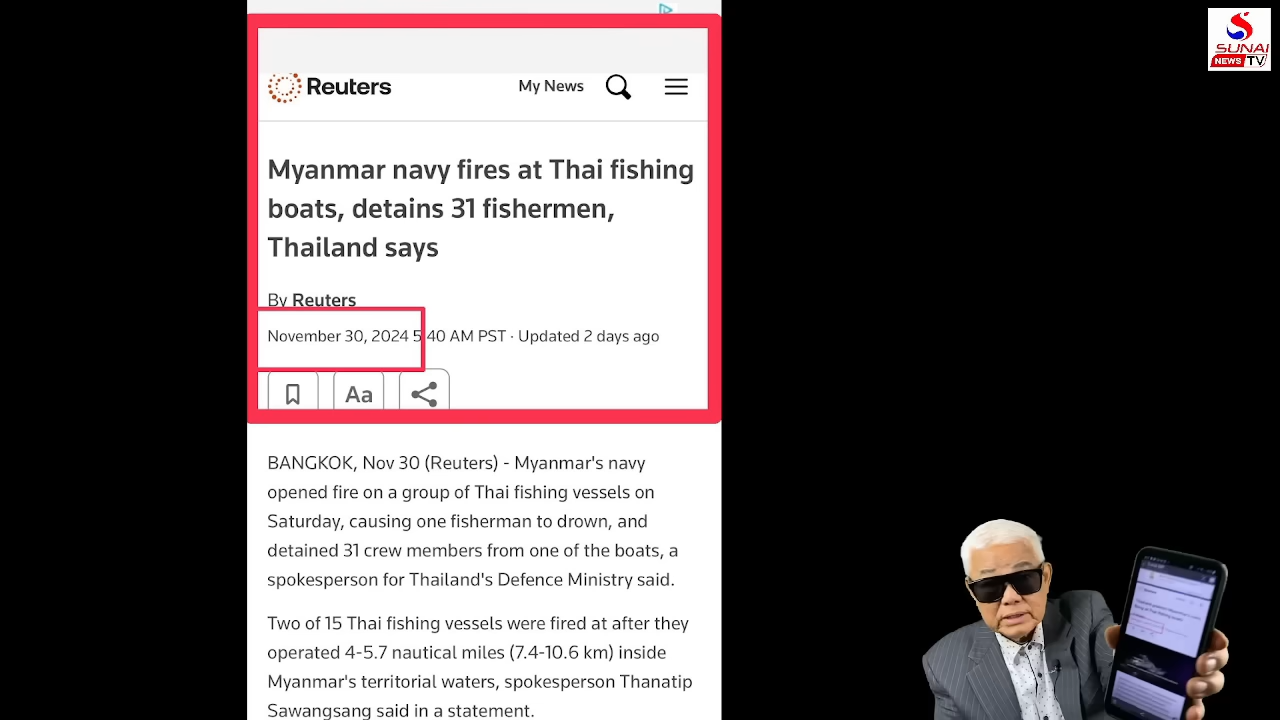 SUNAI
NEWS TV
Reuters
My News
Myanmar navy fires at Thai fishing
boats, detains 31 fishermen,
Thailand says
By Reuters
November 30, 2024 5:40 AM PST · Updated 2 days ago
Aa
BANGKOK, Nov 30 (Reuters) - Myanmar's navy
opened fire on a group of Thai fishing vessels on
Saturday, causing one fisherman to drown, and
detained 31 crew members from one of the boats, a
spokesperson for Thailand's Defence Ministry said.
Two of 15 Thai fishing vessels were fired at after they
operated 4-5.7 nautical miles (7.4-10.6 km) inside
Myanmar's territorial waters, spokesperson Thanatip
Sawangsang said in a statement.